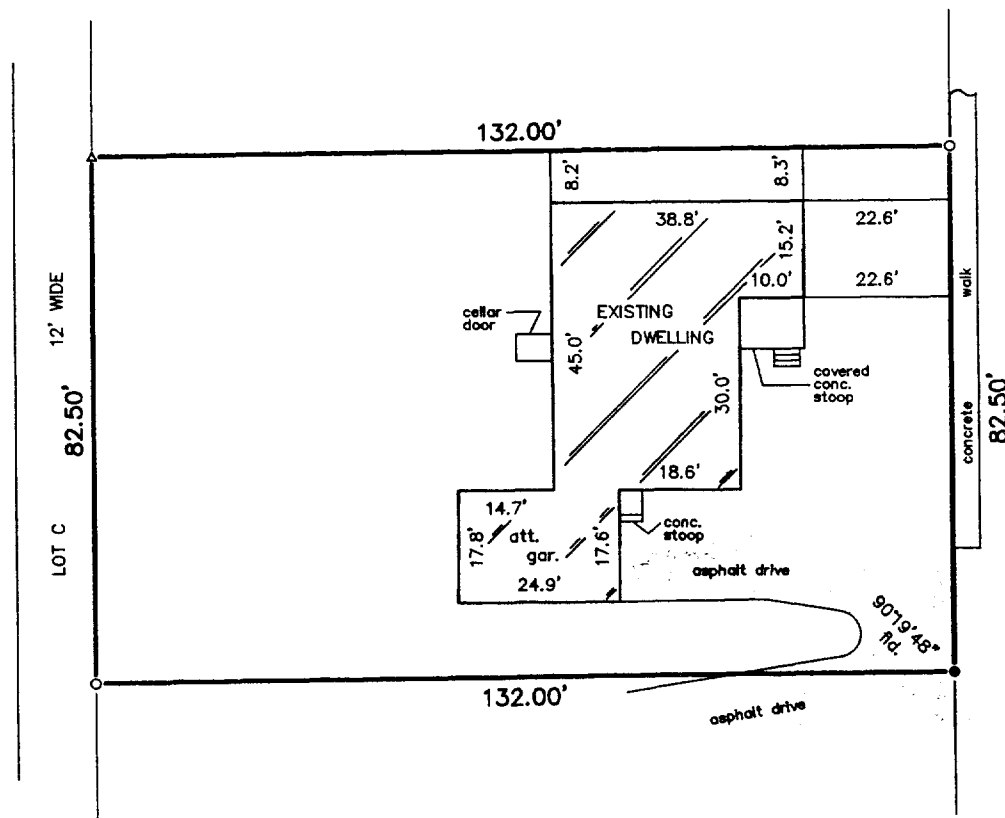 132.00'
8.2'
8.3'
38.8'
22.6'
15.2'
10.0'
22.6'
12' WIDE
LOT C
82.50'
cellar
door
45.0'
EXISTING
DWELLING
30.0'
covered
conc.
stoop
walk
concrete
82.50'
18.6'
14.7'
17.8'
att.
gar.
17.6'
24.9'
conc.
stoop
asphalt drive
90°19'48"
fld.
132.00'
asphalt drive